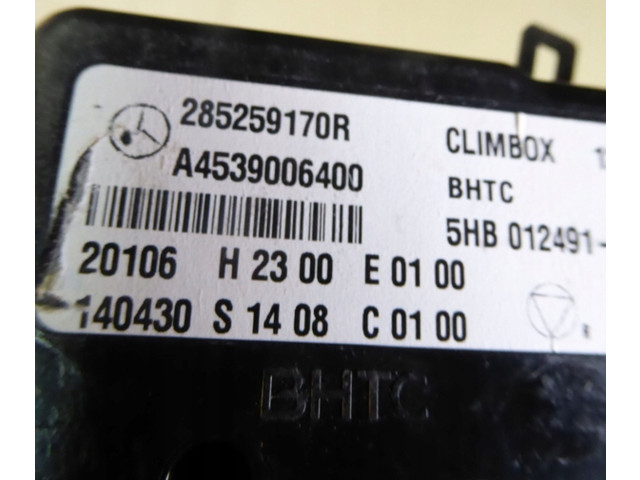 285259170R
A4539006400
CLIMBOX
BHTC
5HB 012491-
20106 H 23 00 E 01 00
140430 S 14 08 C 01 00
R
BHTC